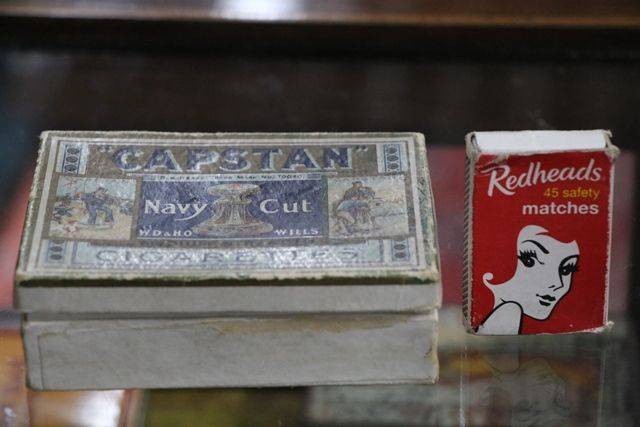 "CAPSTAN"
Navy Cut
W.D.& H.O. WILLS
CIGARETTES
Redheads
45 safety
matches